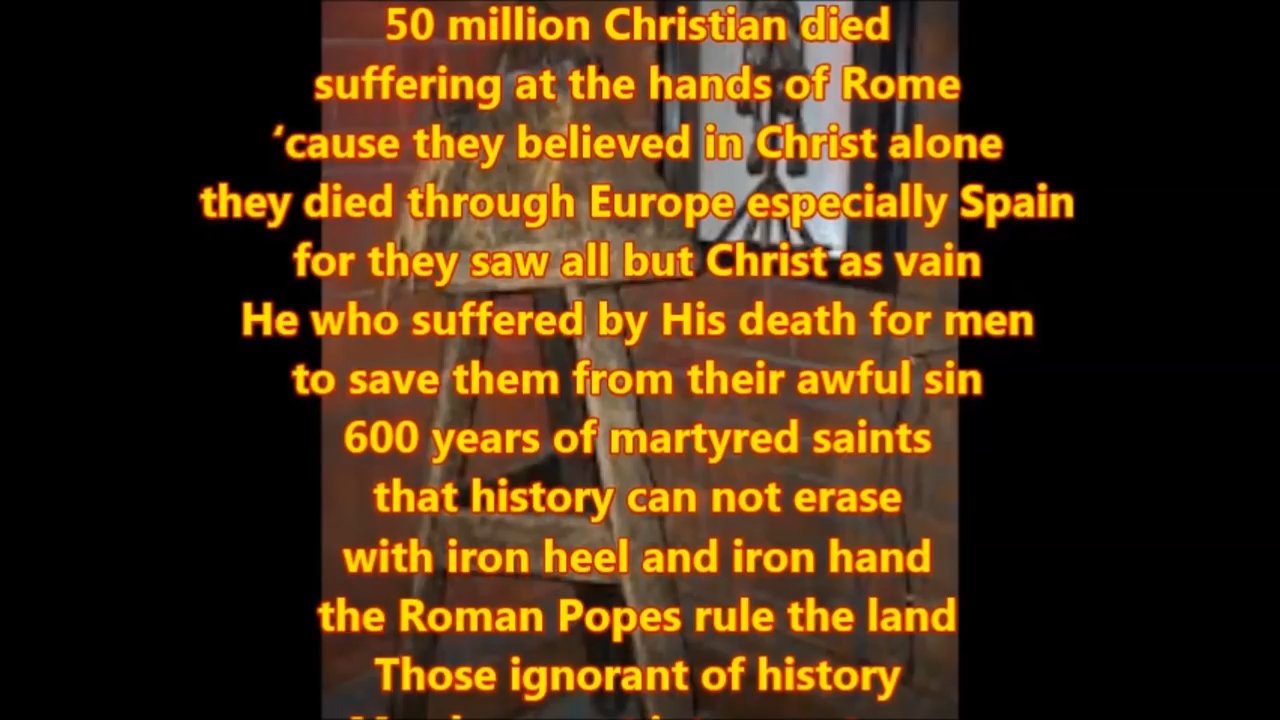 50 million Christian died
suffering at the hands of Rome
‘cause they believed in Christ alone
they died through Europe especially Spain
for they saw all but Christ as vain
He who suffered by His death for men
to save them from their awful sin
600 years of martyred saints
that history can not erase
with iron heel and iron hand
the Roman Popes rule the land
Those ignorant of history